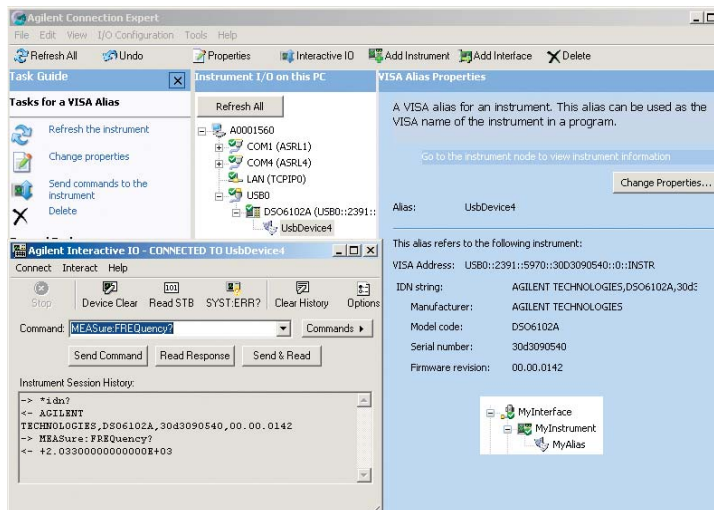 Agilent Connection Expert
File Edit View I/O Configuration Tools Help
Refresh All Undo Properties Interactive IO Add Instrument Add Interface Delete
Task Guide
Tasks for a VISA Alias
Refresh the instrument
Change properties
Send commands to the
instrument
Delete
Instrument I/O on this PC
Refresh All
A0001560
COM1 (ASRL1)
COM4 (ASRL4)
LAN (TCPIP0)
USB0
DSO6102A (USB0::2391::
UsbDevice4
VISA Alias Properties
A VISA alias for an instrument. This alias can be used as the
VISA name of the instrument in a program.
Go to the instrument node to view instrument information
Change Properties...
Alias: UsbDevice4
This alias refers to the following instrument:
VISA Address: USB0::2391::5970::30D3090540::0::INSTR
IDN string: AGILENT TECHNOLOGIES,DSO6102A,30d3
Manufacturer: AGILENT TECHNOLOGIES
Model code: DSO6102A
Serial number: 30d3090540
Firmware revision: 00.00.0142
MyInterface
MyInstrument
MyAlias
Agilent Interactive IO - CONNECTED TO UsbDevice4
Connect Interact Help
Stop Device Clear Read STB SYST:ERR? Clear History Options
Command: MEASure:FREQuency? Commands
Send Command Read Response Send & Read
Instrument Session History:
-> *idn?
<- AGILENT
TECHNOLOGIES,DSO6102A,30d3090540,00.00.0142
-> MEASure:FREQuency?
<- +2.03300000000000E+03